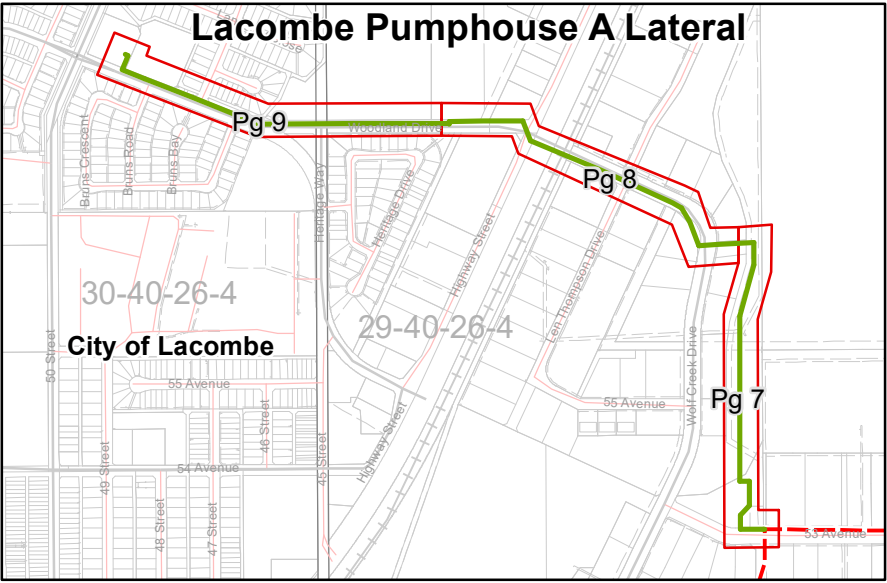 Lacombe Pumphouse A Lateral
Pg 9
Woodland Drive
Pg 8
Bruns Crescent
Bruns Road
Bruns Bay
Heritage Way
Heritage Drive
Highway Street
Len Thompson Drive
30-40-26-4
29-40-26-4
City of Lacombe
50 Street
55 Avenue
55 Avenue
Wolf Creek Drive
Pg 7
49 Street
46 Street
45 Street
Highway Street
54 Avenue
48 Street
47 Street
53 Avenue